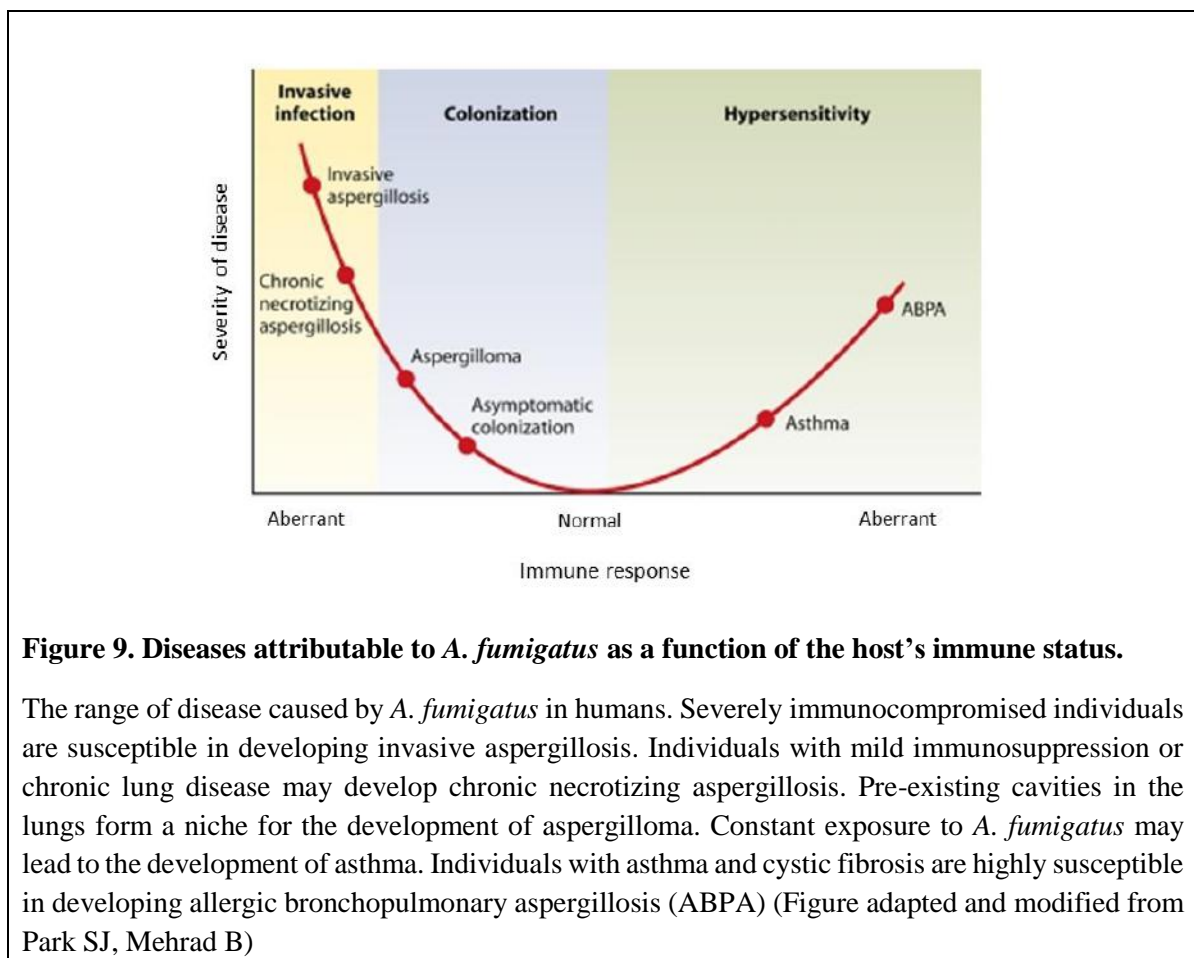 Invasive
infection
Colonization
Hypersensitivity
Invasive
aspergillosis
Chronic
necrotizing
aspergillosis
Aspergilloma
Asymptomatic
colonization
ABPA
Asthma
Severity of disease
Aberrant
Normal
Aberrant
Immune response
Figure 9. Diseases attributable to A. fumigatus as a function of the host’s immune status.
The range of disease caused by A. fumigatus in humans. Severely immunocompromised individuals
are susceptible in developing invasive aspergillosis. Individuals with mild immunosuppression or
chronic lung disease may develop chronic necrotizing aspergillosis. Pre-existing cavities in the
lungs form a niche for the development of aspergilloma. Constant exposure to A. fumigatus may
lead to the development of asthma. Individuals with asthma and cystic fibrosis are highly susceptible
in developing allergic bronchopulmonary aspergillosis (ABPA) (Figure adapted and modified from
Park SJ, Mehrad B)